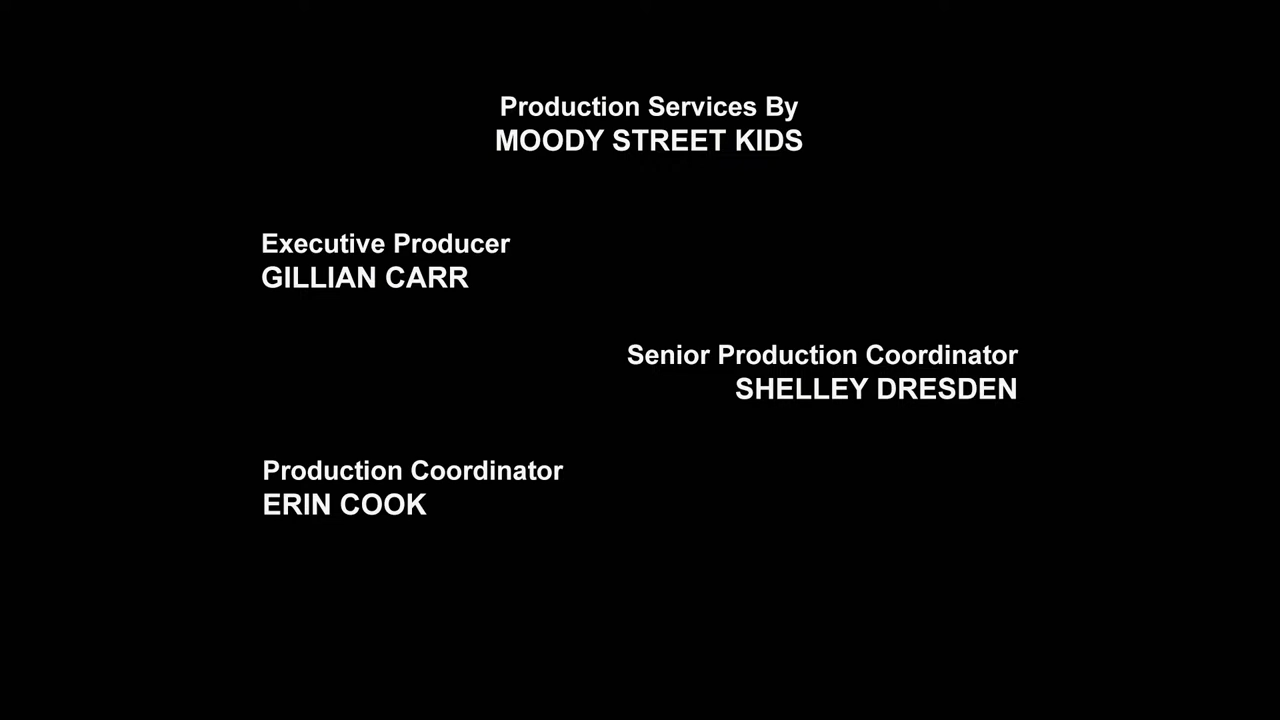 Production Services By
MOODY STREET KIDS
Executive Producer
GILLIAN CARR
Senior Production Coordinator
SHELLEY DRESDEN
Production Coordinator
ERIN COOK